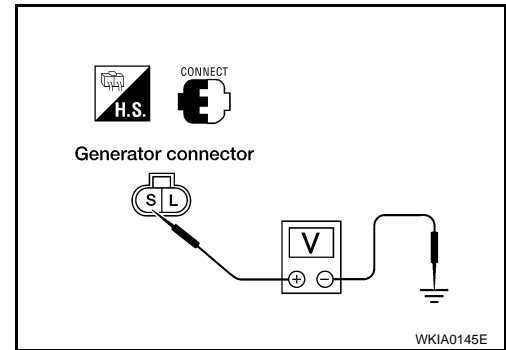 CONNECT
H.S.
Generator connector
S L
V
+ −
WKIA0145E